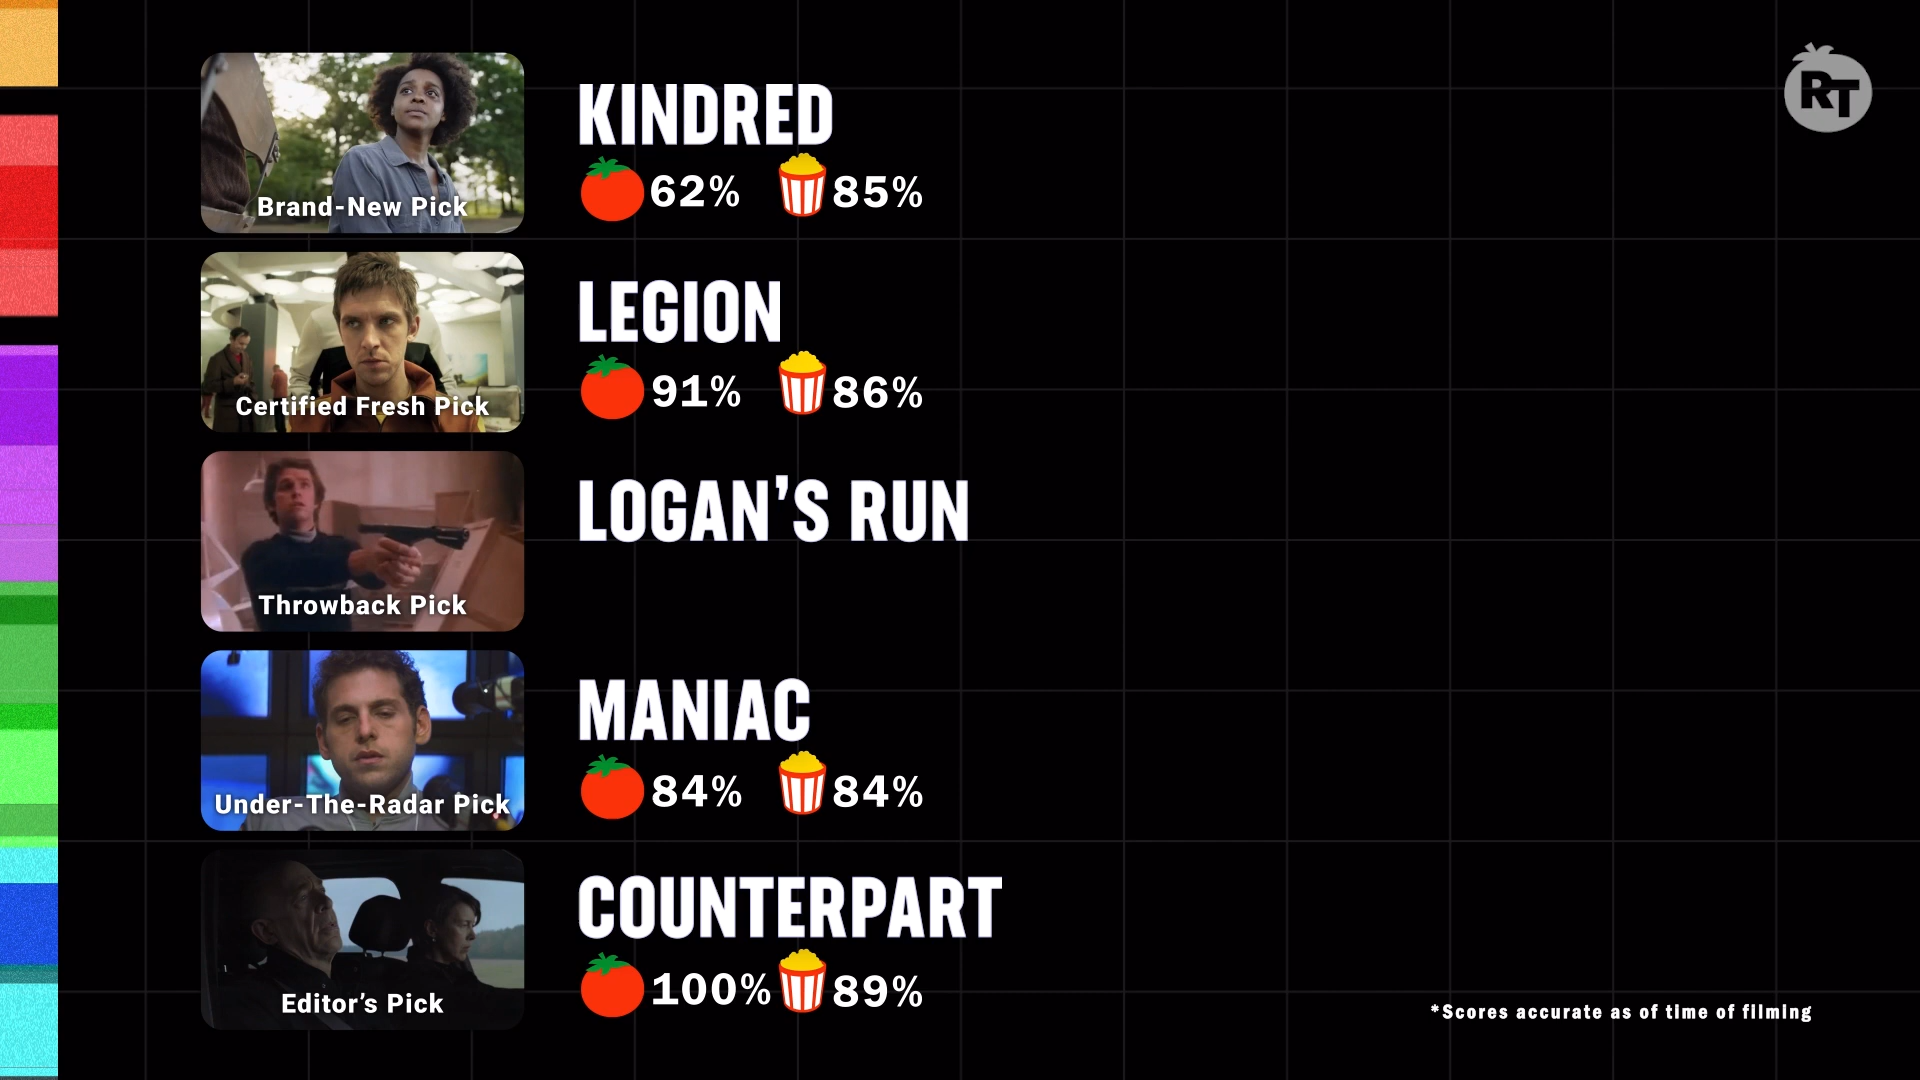 KINDRED
62% 85%
Brand-New Pick
LEGION
91% 86%
Certified Fresh Pick
LOGAN'S RUN
Throwback Pick
MANIAC
84% 84%
Under-The-Radar Pick
COUNTERPART
100% 89%
Editor's Pick
*Scores accurate as of time of filming
RT